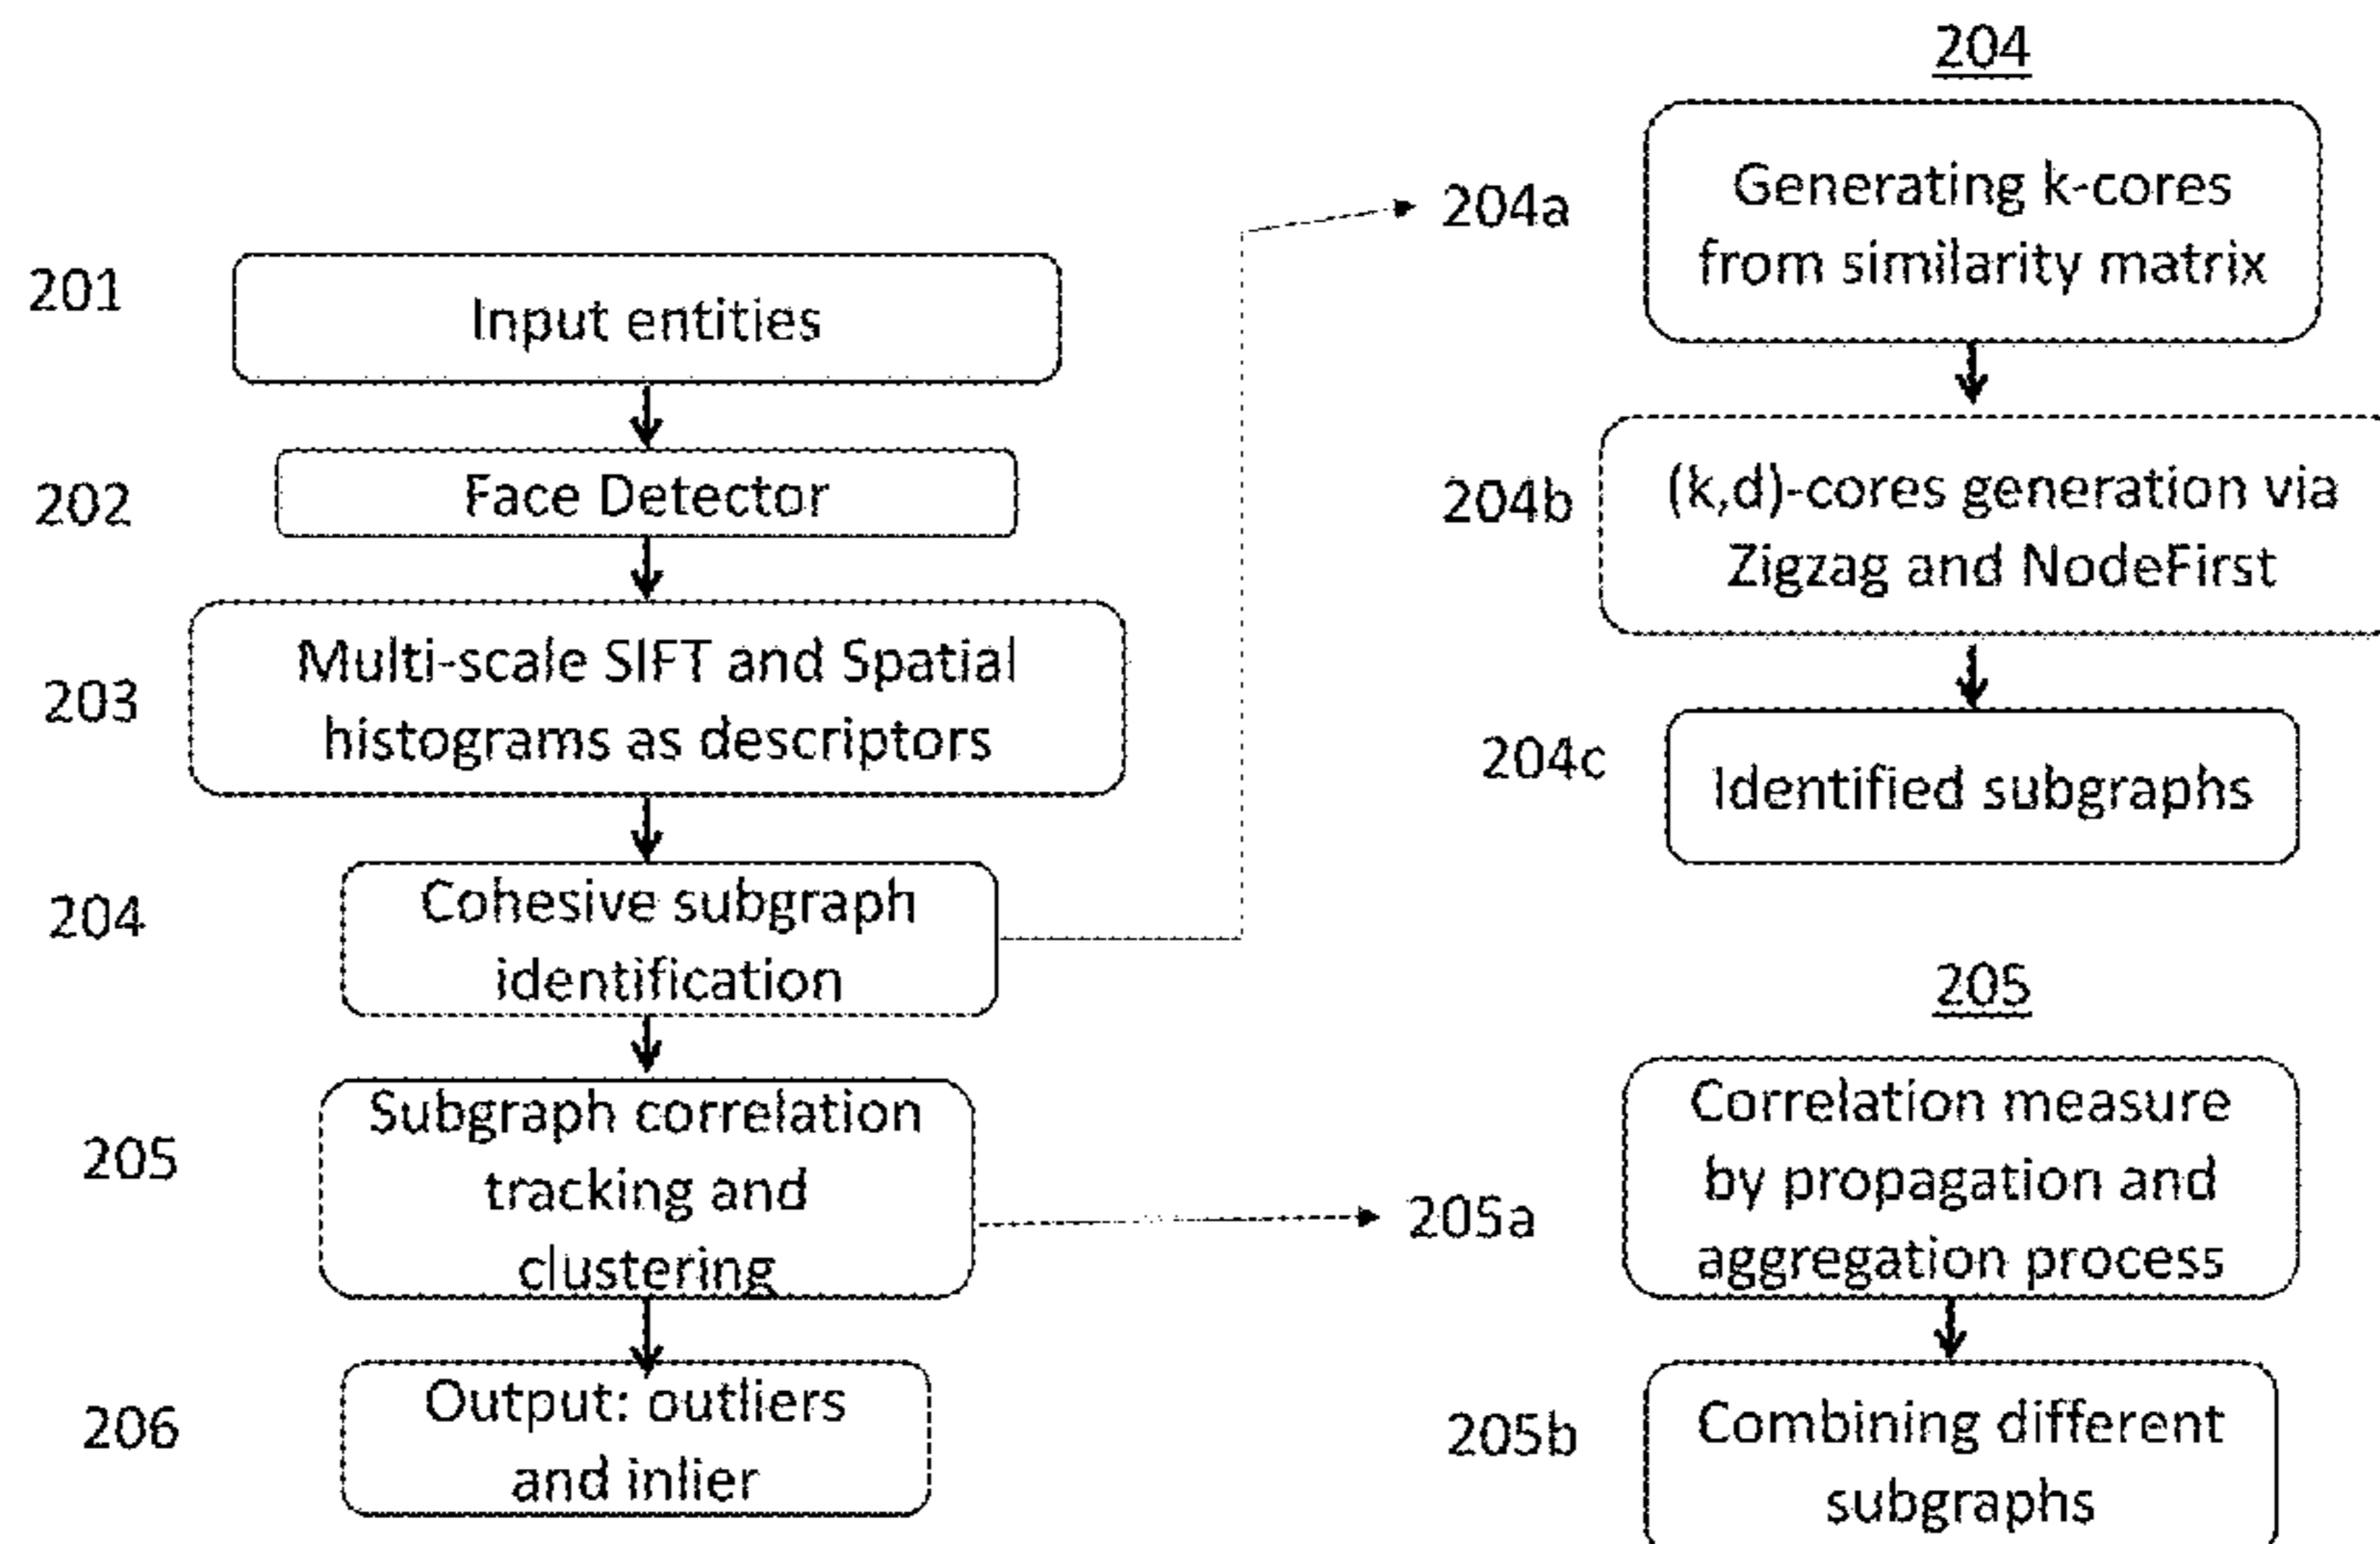 201
Input entities
202
Face Detector
203
Multi-scale SIFT and Spatial
histograms as descriptors
204
Cohesive subgraph
identification
205
Subgraph correlation
tracking and
clustering
206
Output: outliers
and inlier
204
204a
Generating k-cores
from similarity matrix
204b
(k,d)-cores generation via
Zigzag and NodeFirst
204c
Identified subgraphs
205
205a
Correlation measure
by propagation and
aggregation process
205b
Combining different
subgraphs